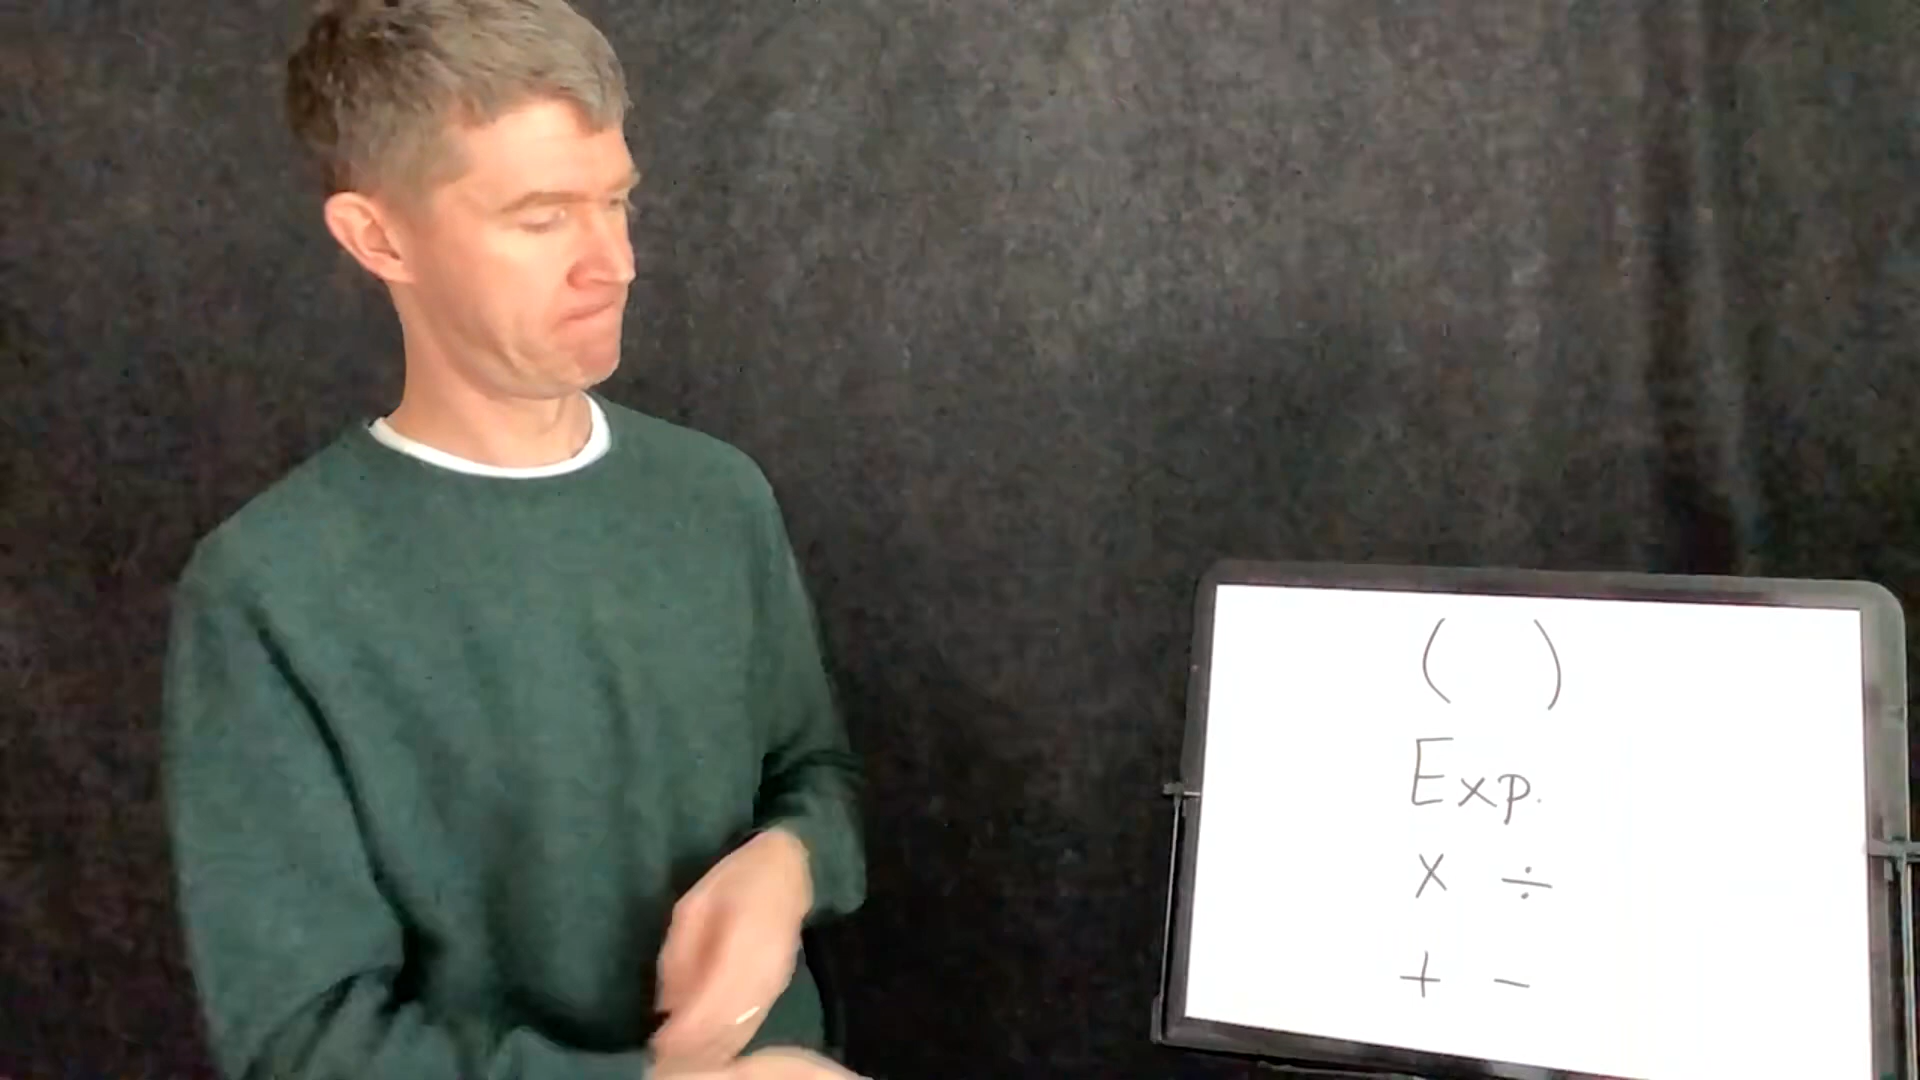 ( )
Exp.
× ÷
+ -